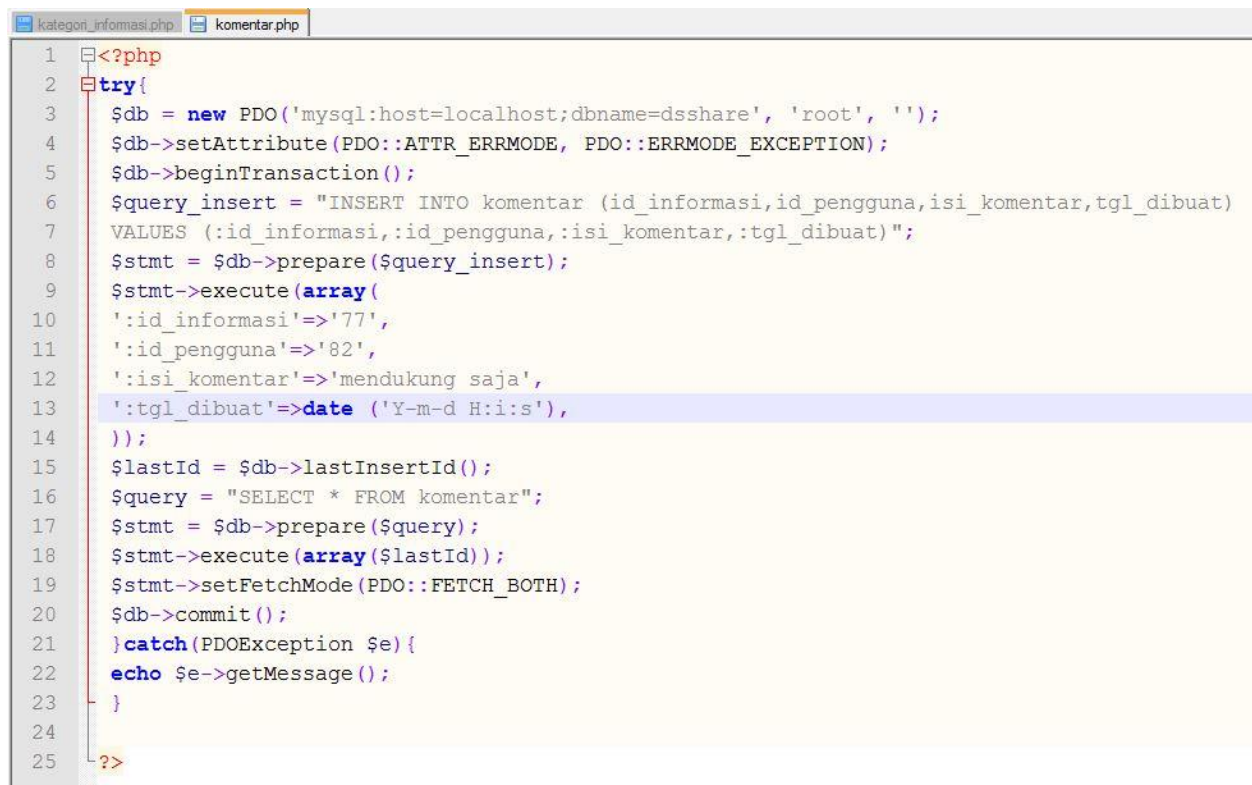 kategori_informasi.php komentar.php
1 <?php
2 try{
3 $db = new PDO('mysql:host=localhost;dbname=dsshare', 'root', '');
4 $db->setAttribute(PDO::ATTR_ERRMODE, PDO::ERRMODE_EXCEPTION);
5 $db->beginTransaction();
6 $query_insert = "INSERT INTO komentar (id_informasi,id_pengguna,isi_komentar,tgl_dibuat)
7 VALUES (:id_informasi,:id_pengguna,:isi_komentar,:tgl_dibuat)";
8 $stmt = $db->prepare($query_insert);
9 $stmt->execute(array(
10 ':id_informasi'=>'77',
11 ':id_pengguna'=>'82',
12 ':isi_komentar'=>'mendukung saja',
13 ':tgl_dibuat'=>date ('Y-m-d H:i:s'),
14 ));
15 $lastId = $db->lastInsertId();
16 $query = "SELECT * FROM komentar";
17 $stmt = $db->prepare($query);
18 $stmt->execute(array($lastId));
19 $stmt->setFetchMode(PDO::FETCH_BOTH);
20 $db->commit();
21 }catch(PDOException $e){
22 echo $e->getMessage();
23 }
24
25 ?>